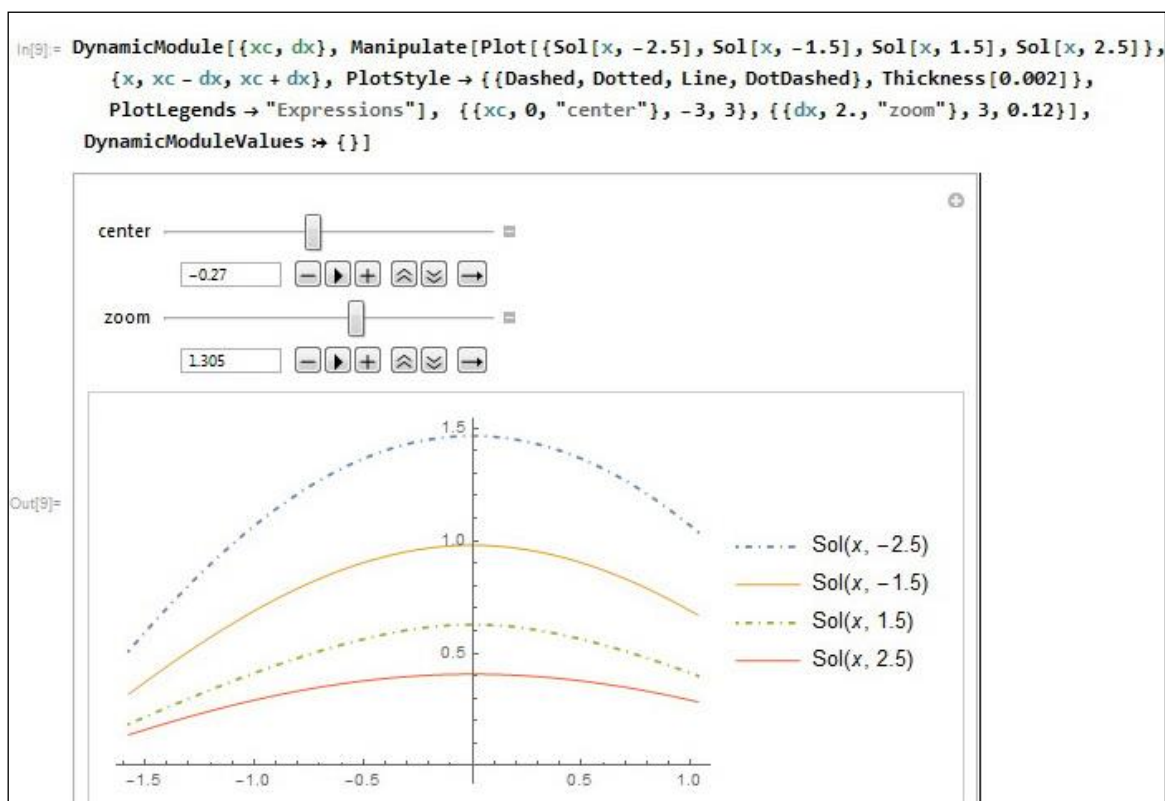 In[9]:= DynamicModule[{xc, dx}, Manipulate[Plot[{Sol[x, -2.5], Sol[x, -1.5], Sol[x, 1.5], Sol[x, 2.5]},
{x, xc - dx, xc + dx}, PlotStyle → {{Dashed, Dotted, Line, DotDashed}, Thickness[0.002]},
PlotLegends → "Expressions"], {{xc, 0, "center"}, -3, 3}, {{dx, 2., "zoom"}, 3, 0.12}],
DynamicModuleValues :→ {}]
center
-0.27
zoom
1.305
Out[9]=
1.5
1.0
0.5
-1.5 -1.0 -0.5 0.5 1.0
Sol(x, -2.5)
Sol(x, -1.5)
Sol(x, 1.5)
Sol(x, 2.5)